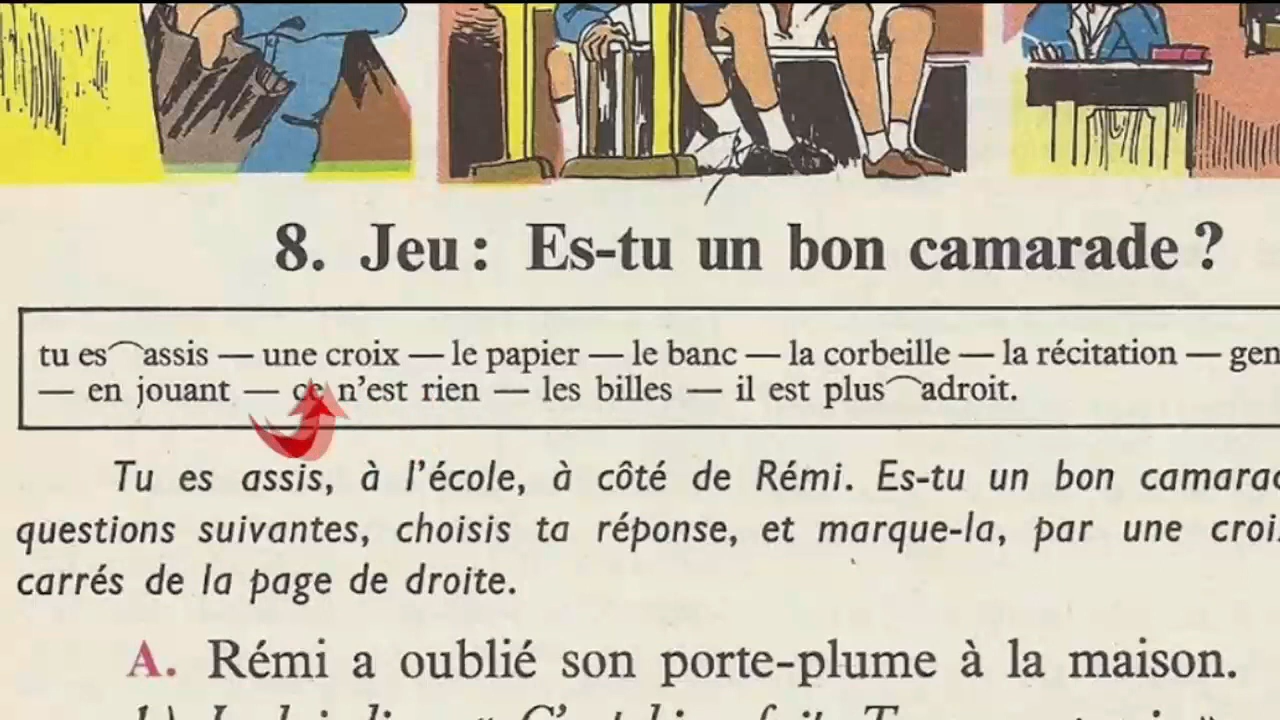 8. Jeu : Es-tu un bon camarade ?
tu es assis — une croix — le papier — le banc — la corbeille — la récitation —
— en jouant — ce n'est rien — les billes — il est plus adroit.
Tu es assis, à l'école, à côté de Rémi. Es-tu un bon
questions suivantes, choisis ta réponse, et marque-la, par une
carrés de la page de droite.
A. Rémi a oublié son porte-plume à la maison.